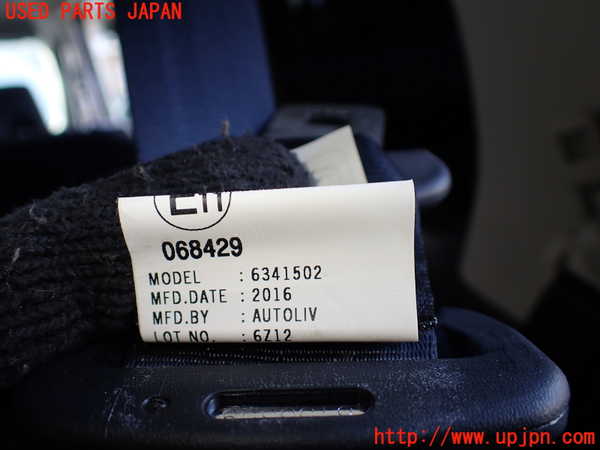 USED PARTS JAPAN
E11
068429
MODEL : 6341502
MFD.DATE : 2016
MFD.BY : AUTOLIV
LOT NO. : 6Z12
http://www.upjpn.com/